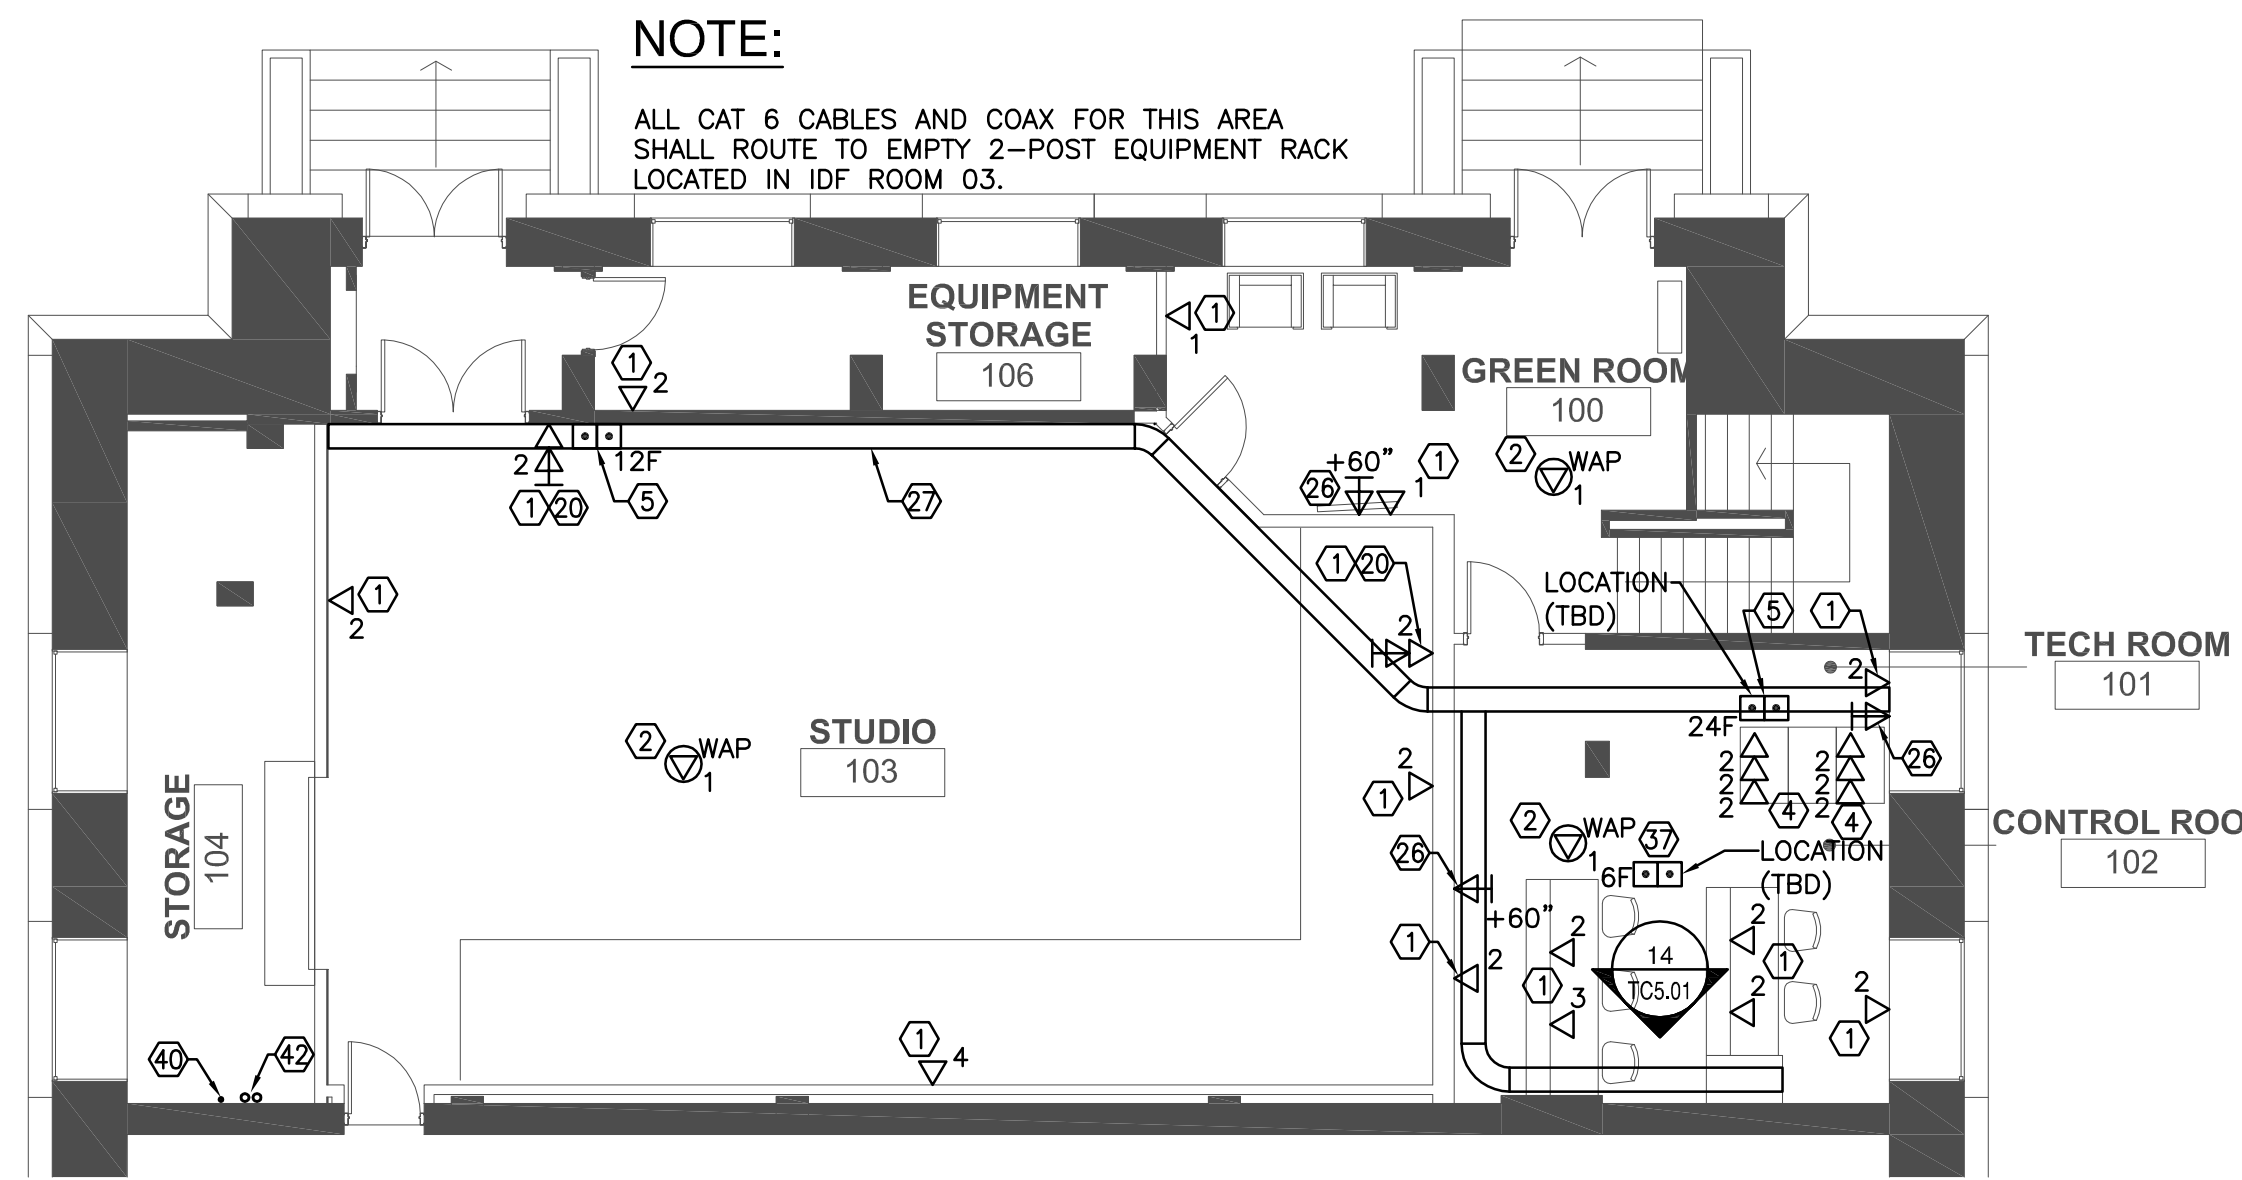 NOTE:
ALL CAT 6 CABLES AND COAX FOR THIS AREA
SHALL ROUTE TO EMPTY 2-POST EQUIPMENT RACK
LOCATED IN IDF ROOM 03.
EQUIPMENT
STORAGE
106
1
1
1
2
GREEN ROOM
100
2
WAP
1
+60"
26
1
1
2
12F
1
20
5
27
1
20
2
LOCATION
(TBD)
5
1
1
2
2
TECH ROOM
101
24F
26
2
2
2
2
2
2
4
4
STUDIO
103
2
WAP
1
2
1
STORAGE
104
CONTROL ROO
102
2
WAP
1
37
6F
LOCATION
(TBD)
26
+60"
1
2
2
1
3
14
TC5.01
2
1
2
2
1
1
4
40
42